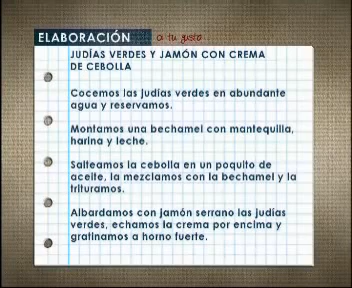 ELABORACIÓN a tu gusto
JUDÍAS VERDES Y JAMÓN CON CREMA
DE CEBOLLA
Cocemos las judías verdes en abundante
agua y reservamos.
Montamos una bechamel con mantequilla,
harina y leche.
Salteamos la cebolla en un poquito de
aceite, la mezclamos con la bechamel y la
trituramos.
Albardamos con jamón serrano las judías
verdes, echamos la crema por encima y
gratinamos a horno fuerte.